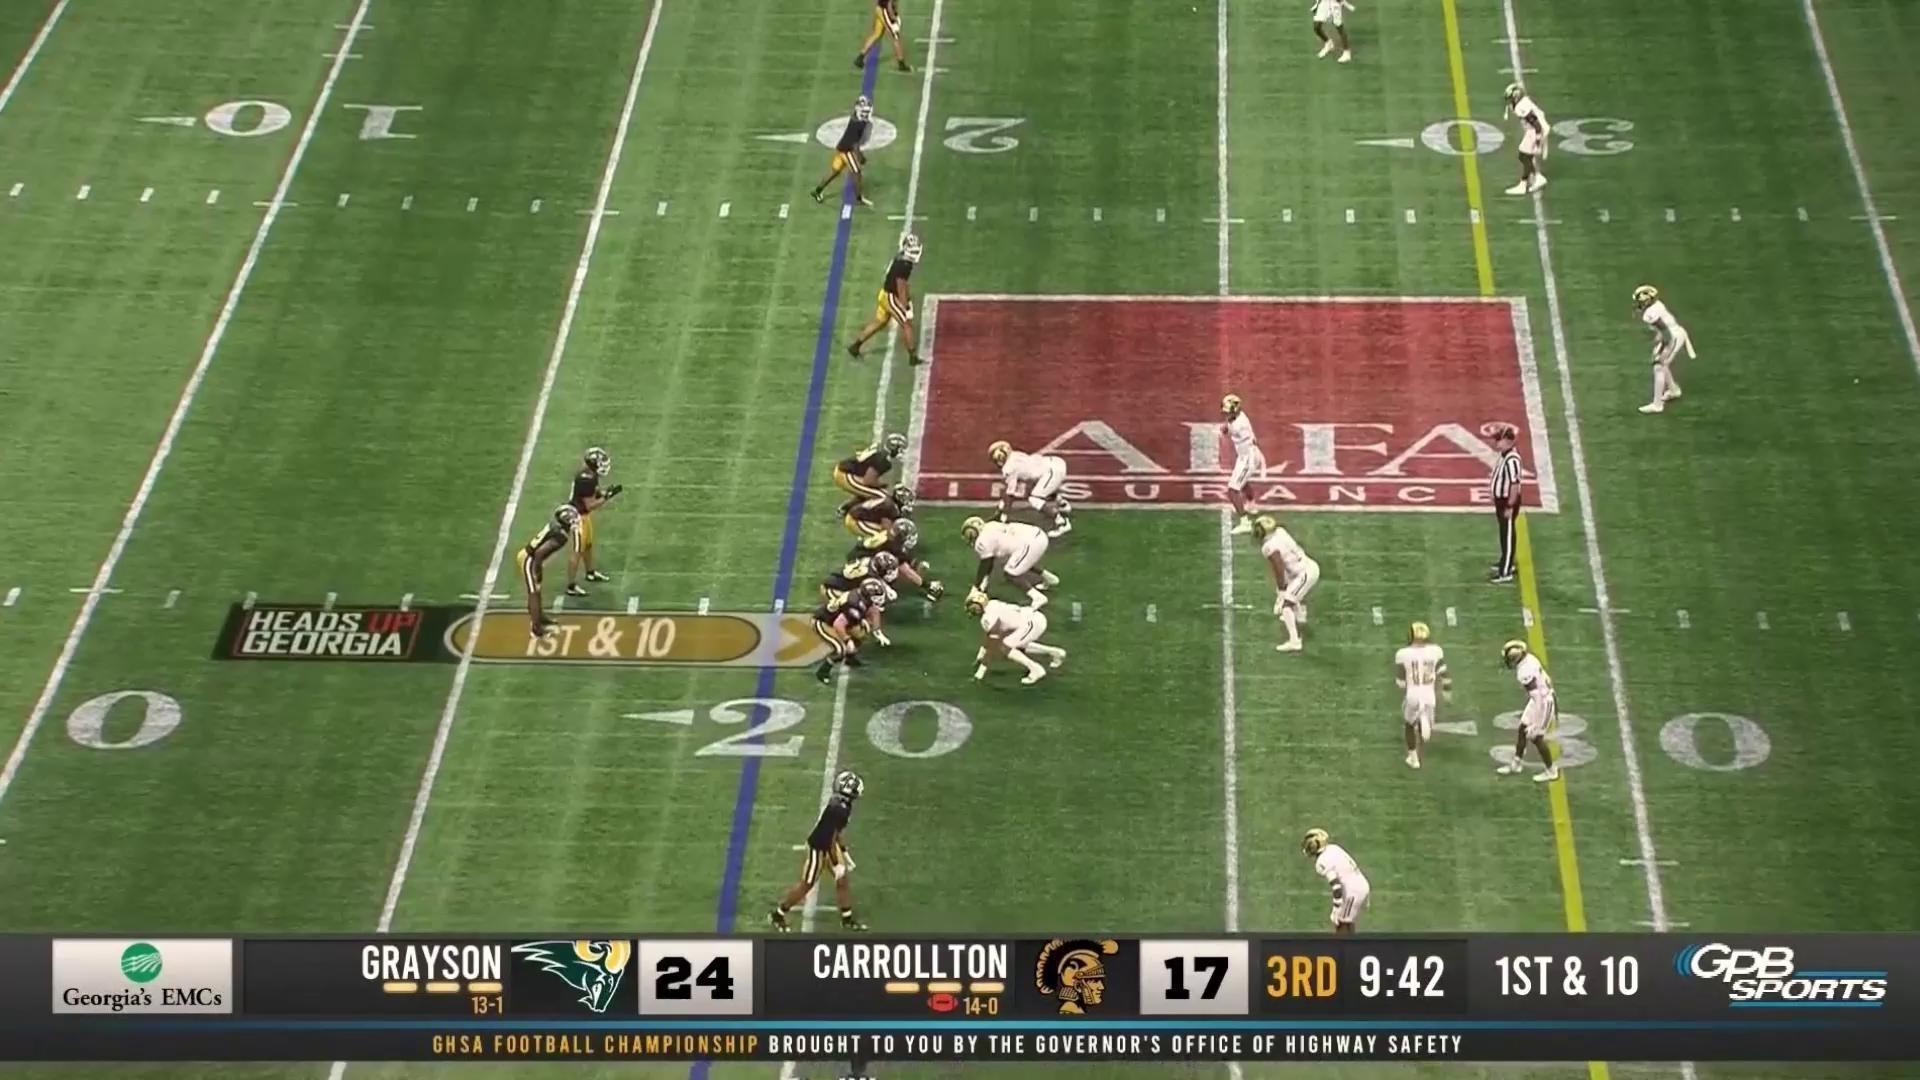 10
20
30
ALFA
INSURANCE
HEADS UP
GEORGIA
1ST & 10
0
20
30
12
Georgia's EMCs
GRAYSON
13-1
24
CARROLLTON
14-0
17
3RD 9:42
1ST & 10
GPB
SPORTS
GHSA FOOTBALL CHAMPIONSHIP BROUGHT TO YOU BY THE GOVERNOR'S OFFICE OF HIGHWAY SAFETY